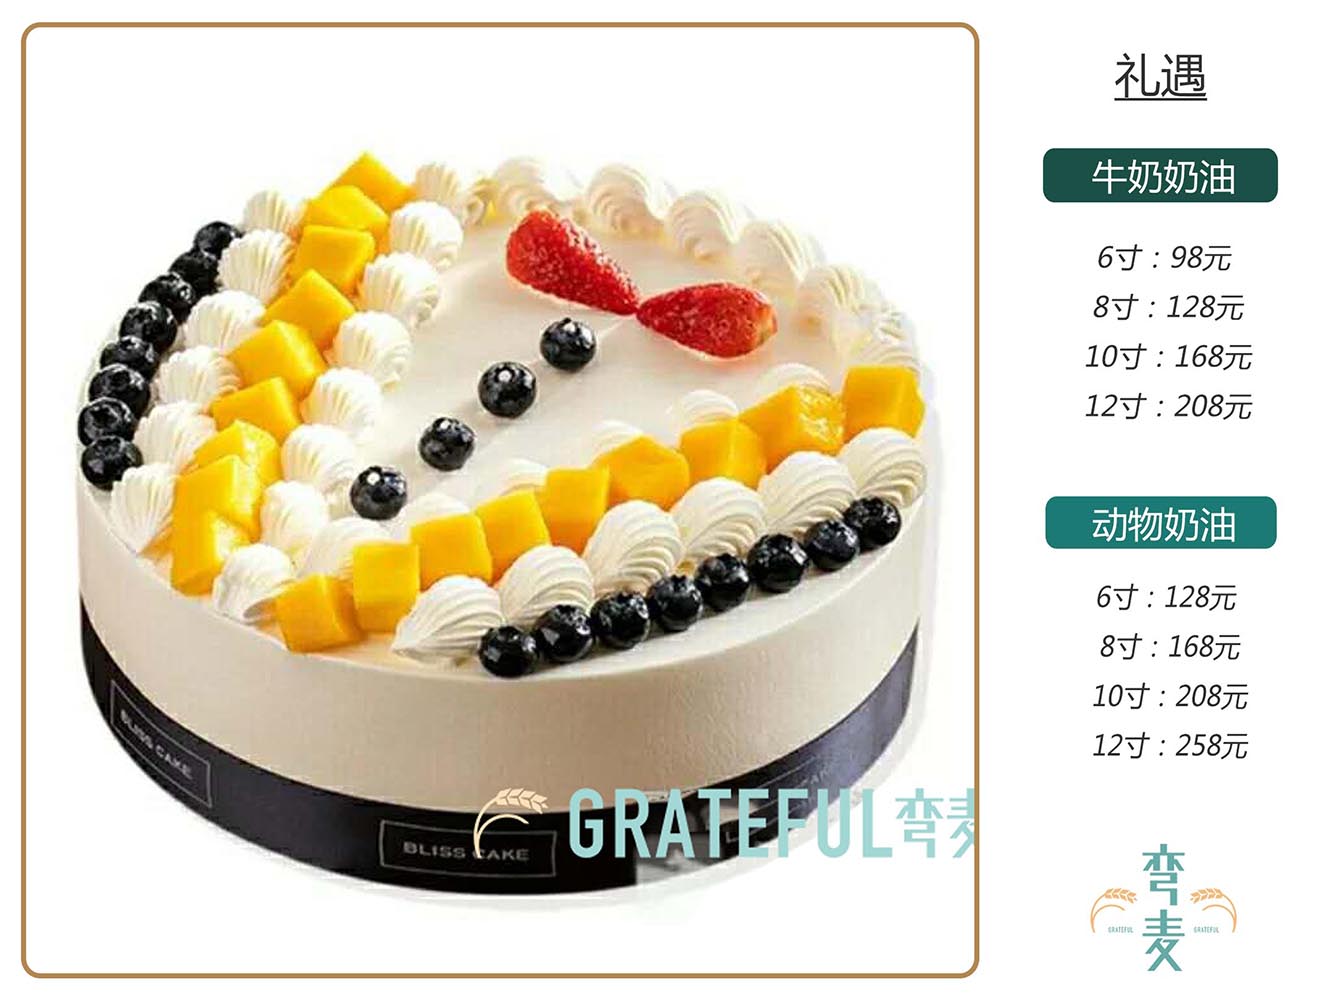 礼遇
牛奶奶油
6寸：98元
8寸：128元
10寸：168元
12寸：208元
动物奶油
6寸：128元
8寸：168元
10寸：208元
12寸：258元
BLISS CAKE
BLISS CAKE
CAKE
GRATEFUL弯麦
弯麦
GRATEFUL
GRATEFUL